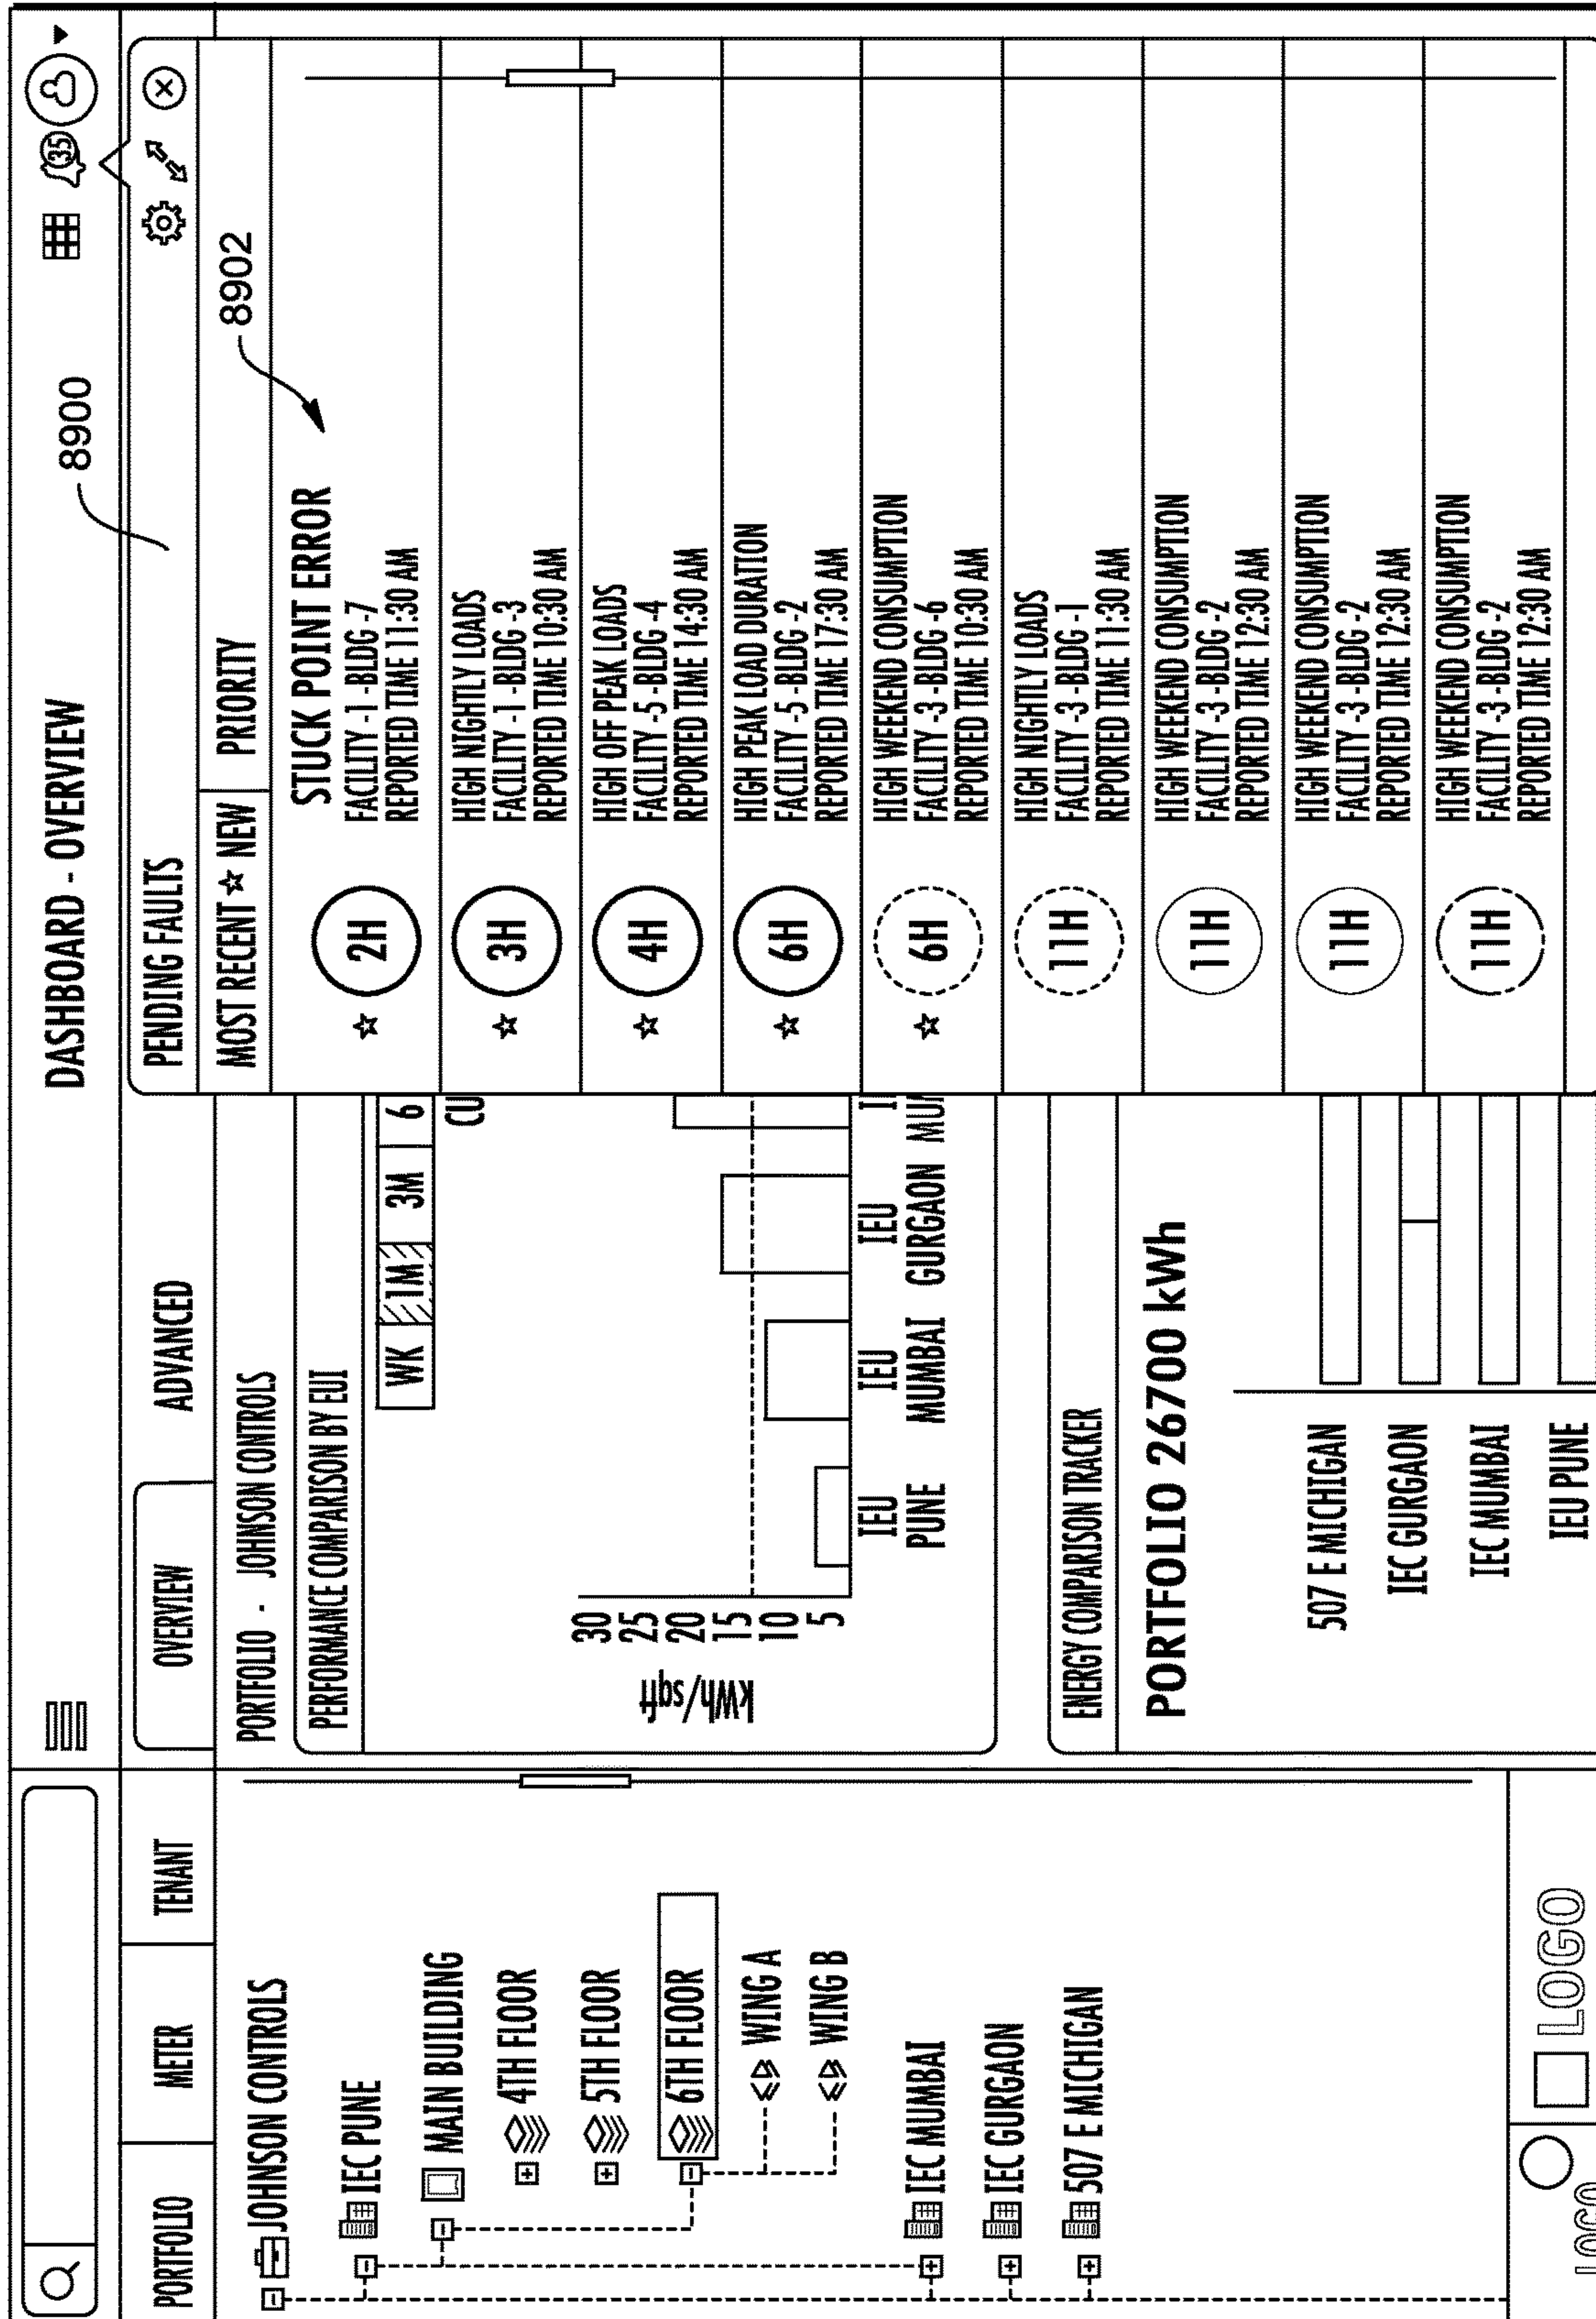 DASHBOARD - OVERVIEW
35
8900
PORTFOLIO
METER
TENANT
JOHNSON CONTROLS
IEC PUNE
MAIN BUILDING
4TH FLOOR
5TH FLOOR
6TH FLOOR
WING A
WING B
IEC MUMBAI
IEC GURGAON
507 E MICHIGAN
LOGO
LOGO
OVERVIEW
ADVANCED
PORTFOLIO - JOHNSON CONTROLS
PERFORMANCE COMPARISON BY EUI
WK 1M 3M 6
CU
kWh/sqft
30
25
20
15
10
5
IEU PUNE
IEU MUMBAI
IEU GURGAON
ENERGY COMPARISON TRACKER
PORTFOLIO 26700 kWh
507 E MICHIGAN
IEC GURGAON
IEC MUMBAI
IEU PUNE
PENDING FAULTS
MOST RECENT ☆ NEW
PRIORITY
8902
☆ 2H
STUCK POINT ERROR
FACILITY -1 -BLDG -7
REPORTED TIME 11:30 AM
☆ 3H
HIGH NIGHTLY LOADS
FACILITY -1 -BLDG -3
REPORTED TIME 10:30 AM
☆ 4H
HIGH OFF PEAK LOADS
FACILITY -5 -BLDG -4
REPORTED TIME 14:30 AM
☆ 6H
HIGH PEAK LOAD DURATION
FACILITY -5 -BLDG -2
REPORTED TIME 17:30 AM
☆ 6H
HIGH WEEKEND CONSUMPTION
FACILITY -3 -BLDG -6
REPORTED TIME 10:30 AM
11H
HIGH NIGHTLY LOADS
FACILITY -3 -BLDG -1
REPORTED TIME 11:30 AM
11H
HIGH WEEKEND CONSUMPTION
FACILITY -3 -BLDG -2
REPORTED TIME 12:30 AM
11H
HIGH WEEKEND CONSUMPTION
FACILITY -3 -BLDG -2
REPORTED TIME 12:30 AM
11H
HIGH WEEKEND CONSUMPTION
FACILITY -3 -BLDG -2
REPORTED TIME 12:30 AM